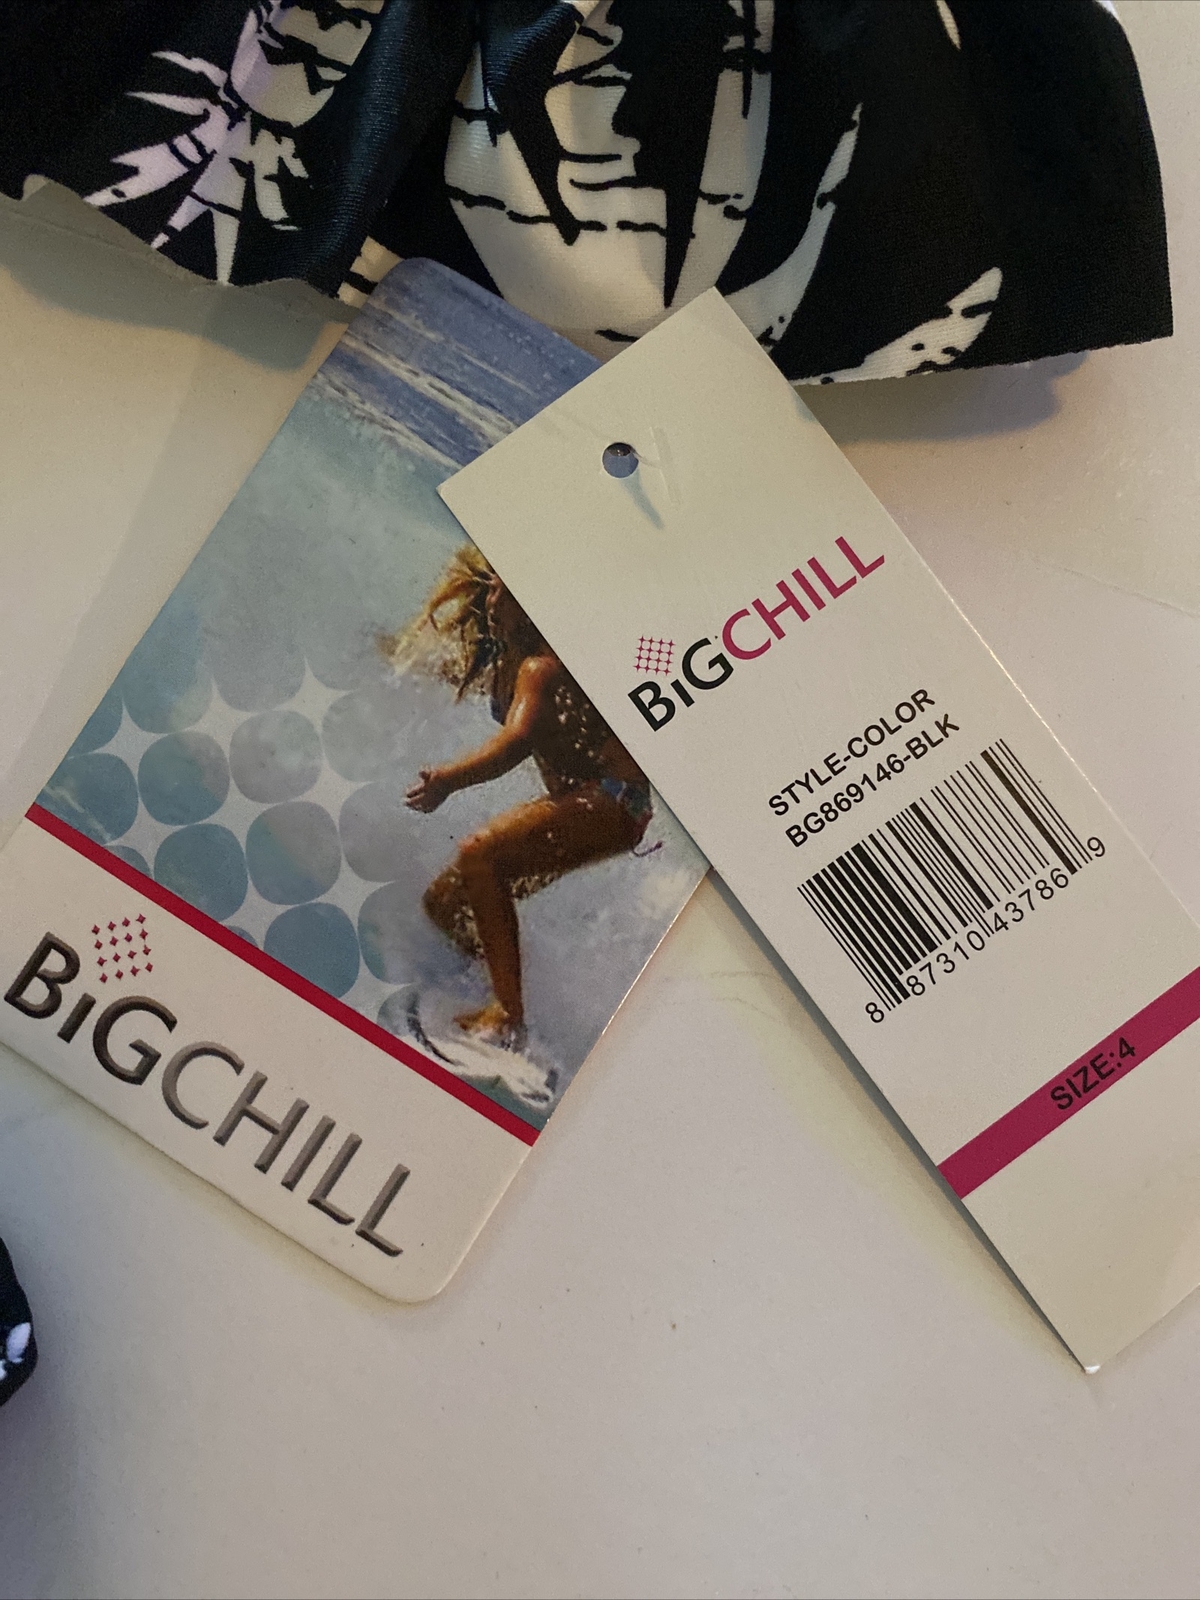 BiGCHILL
STYLE-COLOR
BG869146-BLK
8 87310 43786 9
SIZE:4
BiGCHILL